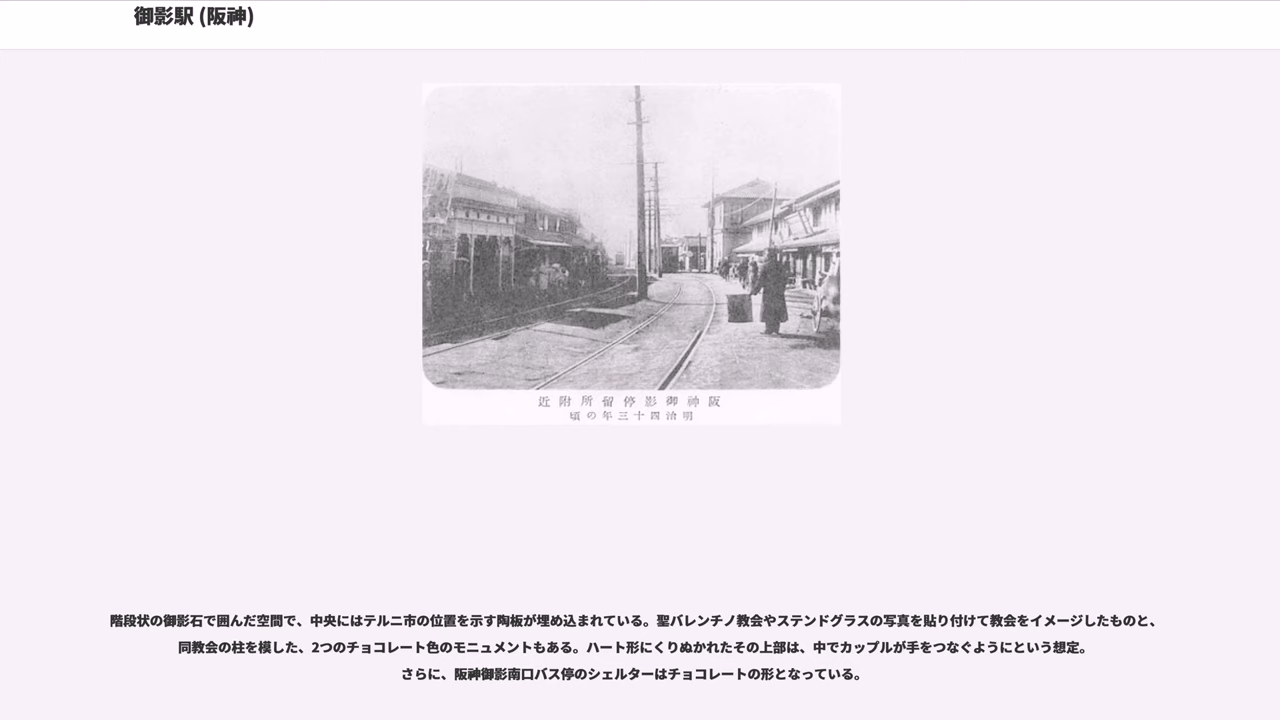 御影駅 (阪神)
近附所留停影御神阪
頃の年三十四治明
階段状の御影石で囲んだ空間で、中央にはテルニ市の位置を示す陶板が埋め込まれている。聖バレンチノ教会やステンドグラスの写真を貼り付けて教会をイメージしたものと、
同教会の柱を模した、2つのチョコレート色のモニュメントもある。ハート形にくりぬかれたその上部は、中でカップルが手をつなぐようにという想定。
さらに、阪神御影南口バス停のシェルターはチョコレートの形となっている。